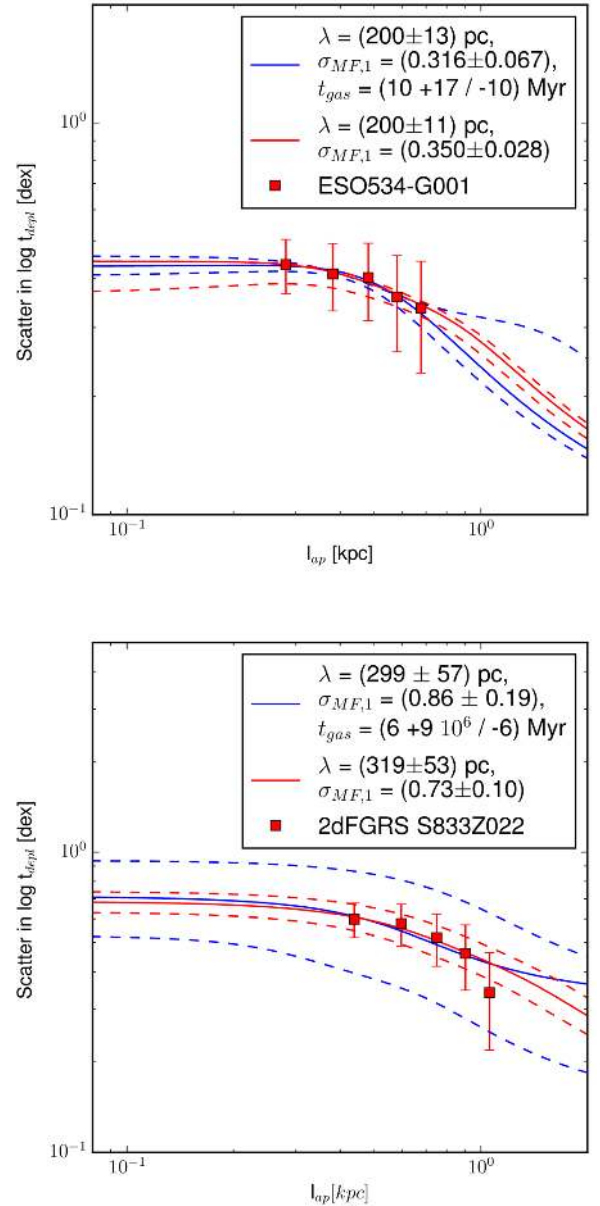 λ = (200±13) pc,
σ_MF,1 = (0.316±0.067),
t_gas = (10 +17 / -10) Myr
λ = (200±11) pc,
σ_MF,1 = (0.350±0.028)
ESO534-G001
10^0
10^-1
Scatter in log t_depl [dex]
10^-1
10^0
l_ap [kpc]
λ = (299 ± 57) pc,
σ_MF,1 = (0.86 ± 0.19),
t_gas = (6 +9 10^6 / -6) Myr
λ = (319±53) pc,
σ_MF,1 = (0.73±0.10)
2dFGRS S833Z022
10^0
10^-1
Scatter in log t_depl [dex]
10^-1
10^0
l_ap[kpc]